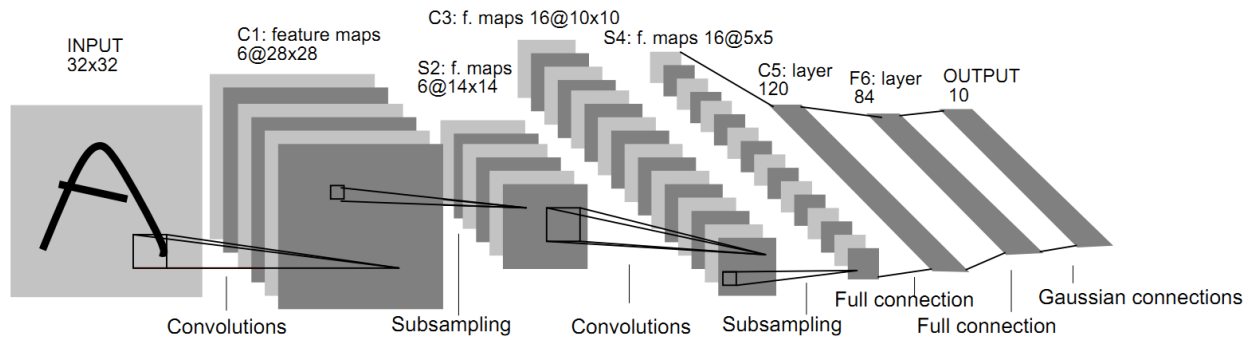 INPUT
32x32
C1: feature maps
6@28x28
S2: f. maps
6@14x14
C3: f. maps 16@10x10
S4: f. maps 16@5x5
C5: layer
120
F6: layer
84
OUTPUT
10
Convolutions
Subsampling
Convolutions
Subsampling
Full connection
Full connection
Gaussian connections